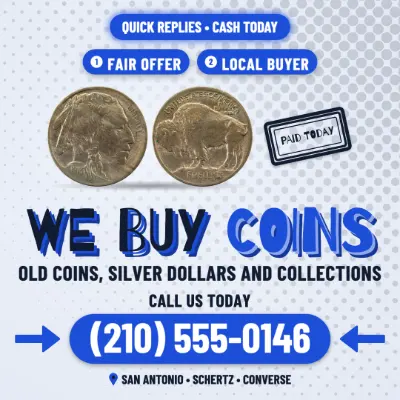 QUICK REPLIES • CASH TODAY
1 FAIR OFFER
2 LOCAL BUYER
PAID TODAY
WE BUY COINS
OLD COINS, SILVER DOLLARS AND COLLECTIONS
CALL US TODAY
(210) 555-0146
SAN ANTONIO • SCHERTZ • CONVERSE